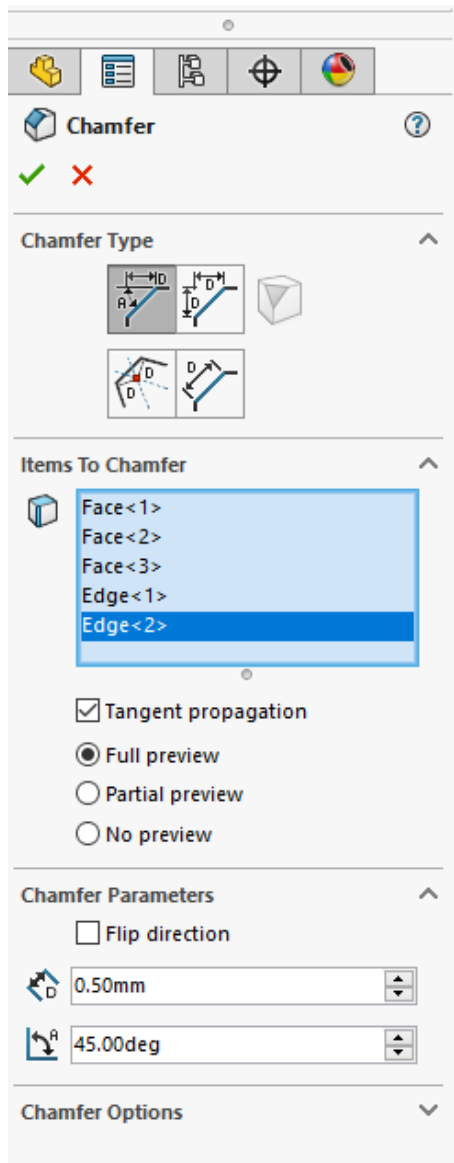 Chamfer
Chamfer Type
D
A
D
D
D
D
D
Items To Chamfer
Face<1>
Face<2>
Face<3>
Edge<1>
Edge<2>
Tangent propagation
Full preview
Partial preview
No preview
Chamfer Parameters
Flip direction
D
0.50mm
A
45.00deg
Chamfer Options